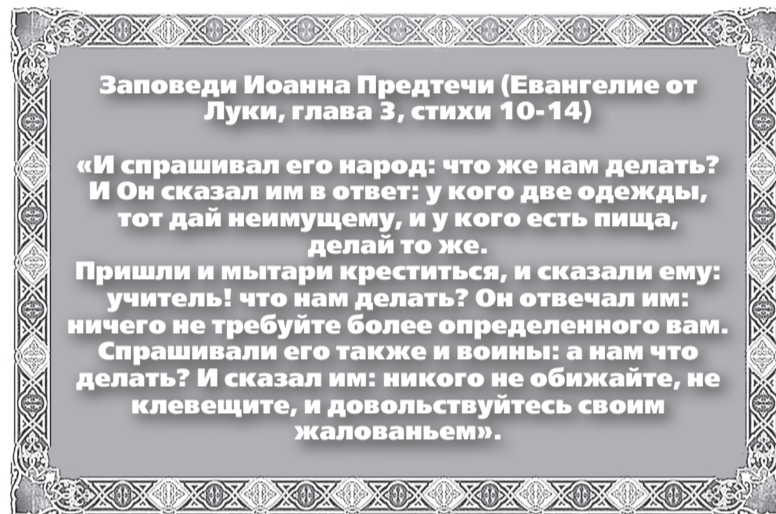 Заповеди Иоанна Предтечи (Евангелие от
Луки, глава 3, стихи 10-14)
«И спрашивал его народ: что же нам делать?
И Он сказал им в ответ: у кого две одежды,
тот дай неимущему, и у кого есть пища,
делай то же.
Пришли и мытари креститься, и сказали ему:
учитель! что нам делать? Он отвечал им:
ничего не требуйте более определенного вам.
Спрашивали его также и воины: а нам что
делать? И сказал им: никого не обижайте, не
клевещите, и довольствуйтесь своим
жалованьем».